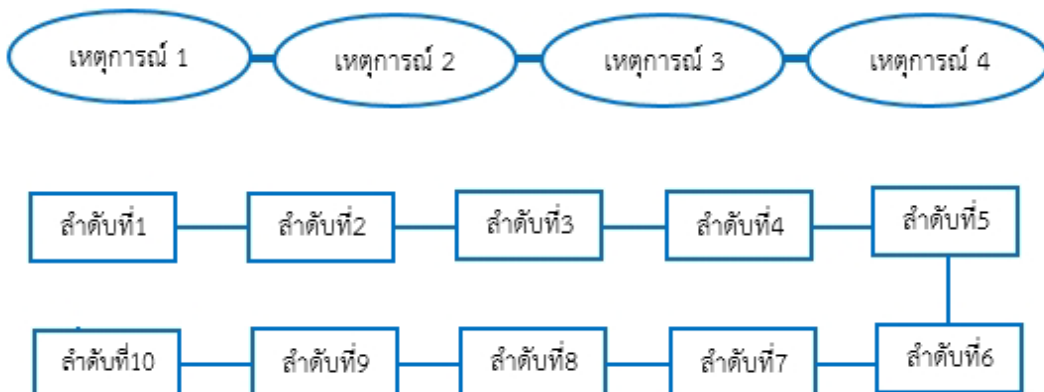 เหตุการณ์ 1 เหตุการณ์ 2 เหตุการณ์ 3 เหตุการณ์ 4
ลำดับที่1 ลำดับที่2 ลำดับที่3 ลำดับที่4 ลำดับที่5
ลำดับที่10 ลำดับที่9 ลำดับที่8 ลำดับที่7 ลำดับที่6